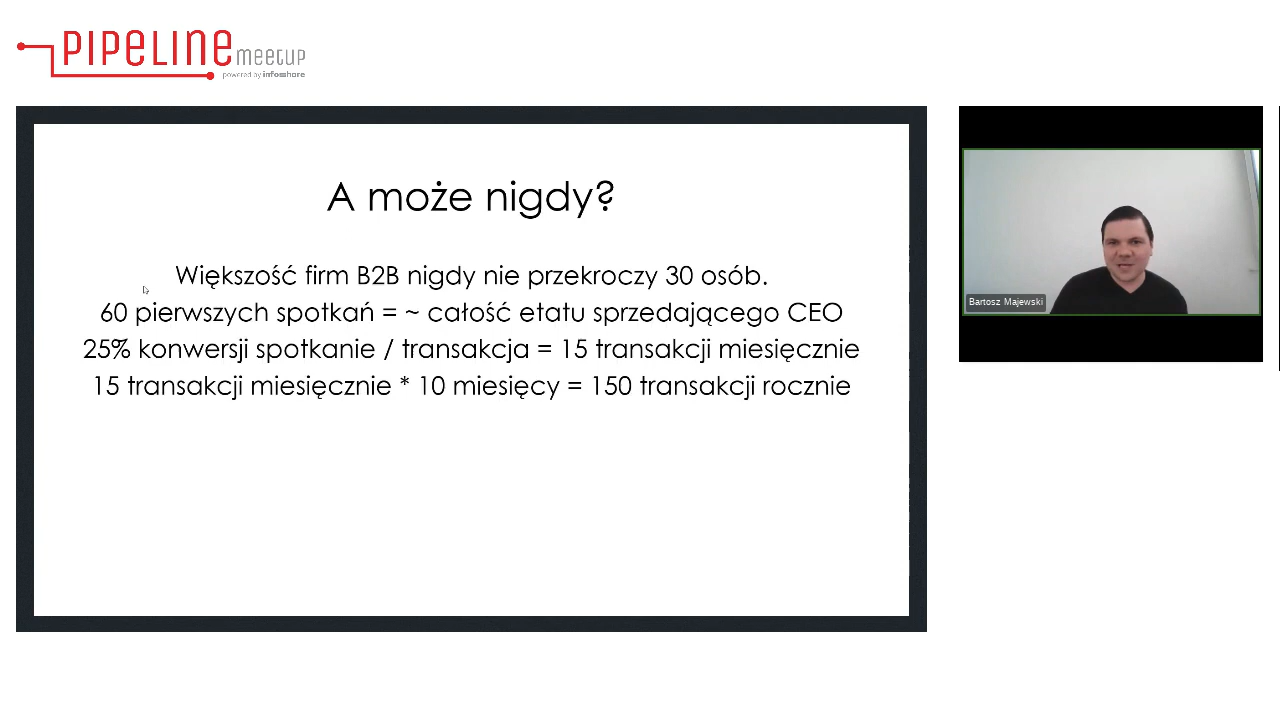 PIPELINE meetup
powered by infoshare
A może nigdy?
Większość firm B2B nigdy nie przekroczy 30 osób.
60 pierwszych spotkań = ~ całość etatu sprzedającego CEO
25% konwersji spotkanie / transakcja = 15 transakcji miesięcznie
15 transakcji miesięcznie * 10 miesięcy = 150 transakcji rocznie
Bartosz Majewski